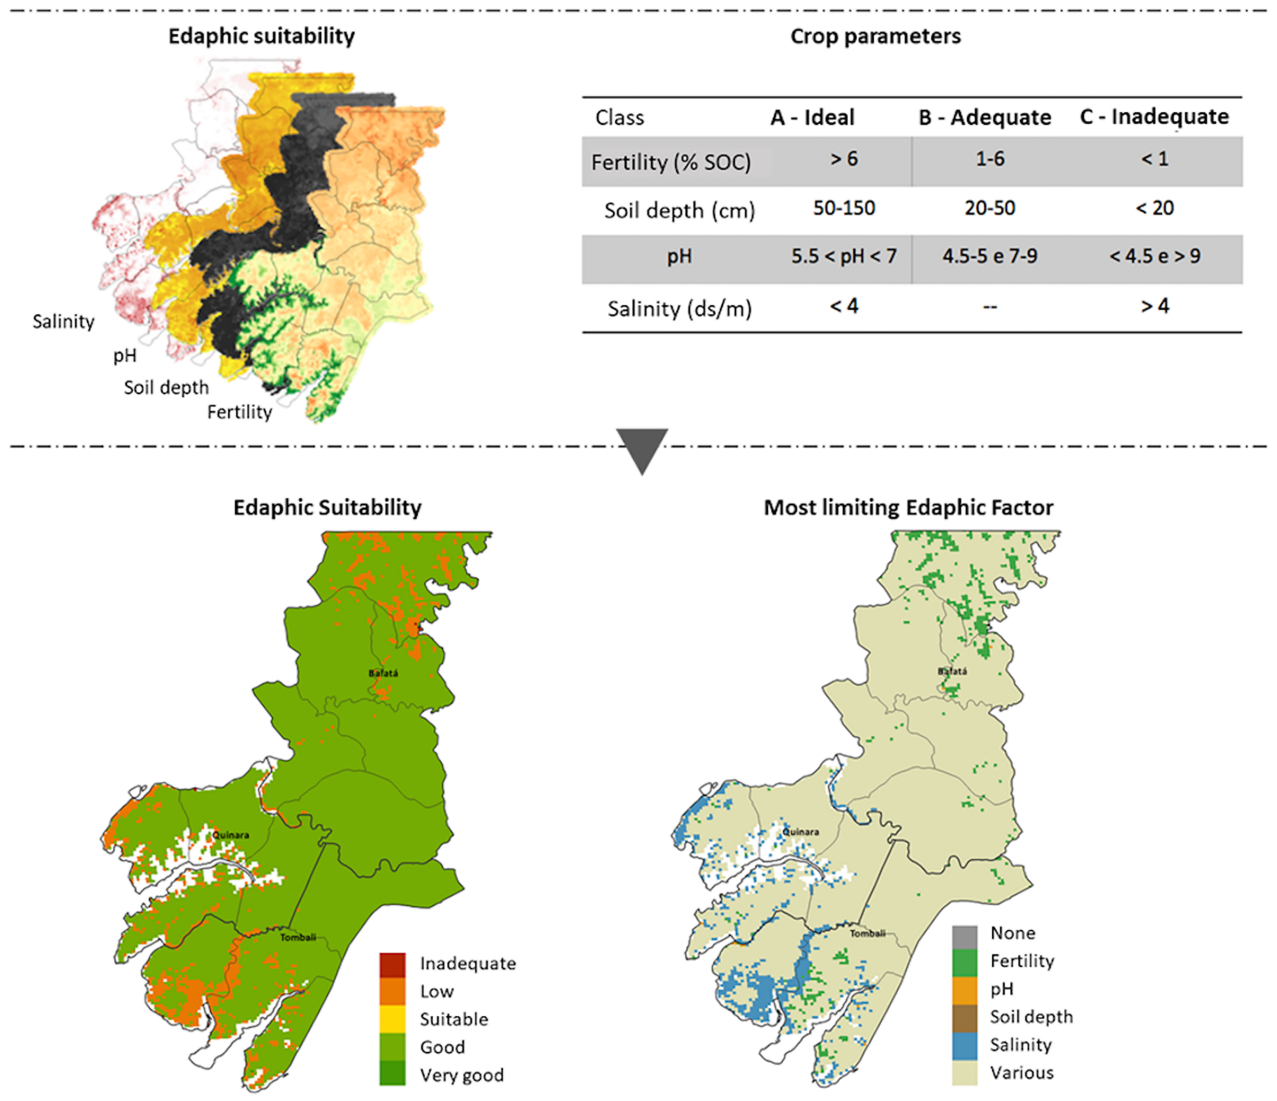 Edaphic suitability
Crop parameters
Class A - Ideal B - Adequate C - Inadequate
Fertility (% SOC) > 6 1-6 < 1
Soil depth (cm) 50-150 20-50 < 20
pH 5.5 < pH < 7 4.5-5 e 7-9 < 4.5 e > 9
Salinity (ds/m) < 4 -- > 4
Salinity
pH
Soil depth
Fertility
Edaphic Suitability
Bafatá
Quinara
Tombali
Inadequate
Low
Suitable
Good
Very good
Most limiting Edaphic Factor
Bafatá
Quinara
Tombali
None
Fertility
pH
Soil depth
Salinity
Various